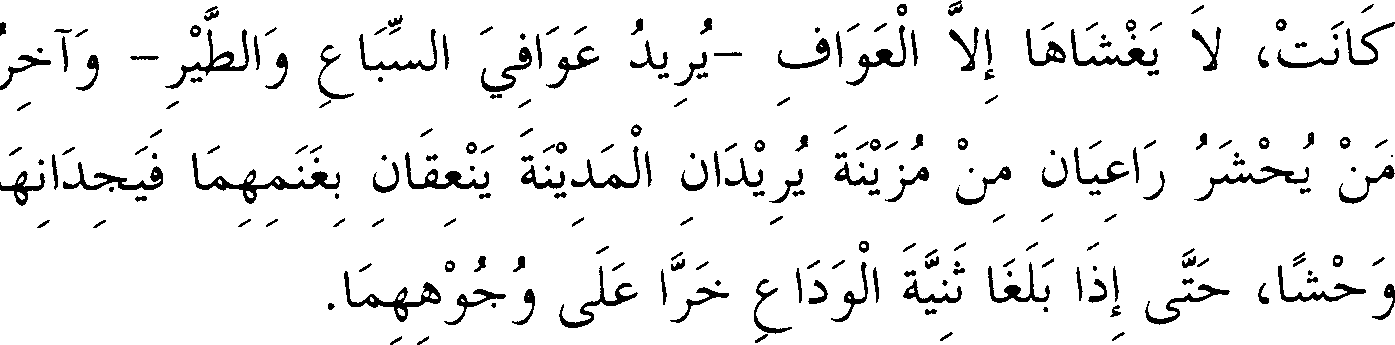 كَانَتْ، لاَ يَغْشَاهَا إِلاَّ الْعَوَافِ –يُرِيدُ عَوَافِيَ السِّبَاعِ وَالطَّيْرِ– وَآخِرُ
مَنْ يُحْشَرُ رَاعِيَانِ مِنْ مُزَيْنَةَ يُرِيْدَانِ الْمَدِيْنَةَ يَنْعِقَانِ بِغَنَمِهِمَا فَيَجِدَانِهَا
وَحْشًا، حَتَّى إِذَا بَلَغَا ثَنِيَّةَ الْوَدَاعِ خَرَّا عَلَى وُجُوْهِهِمَا.